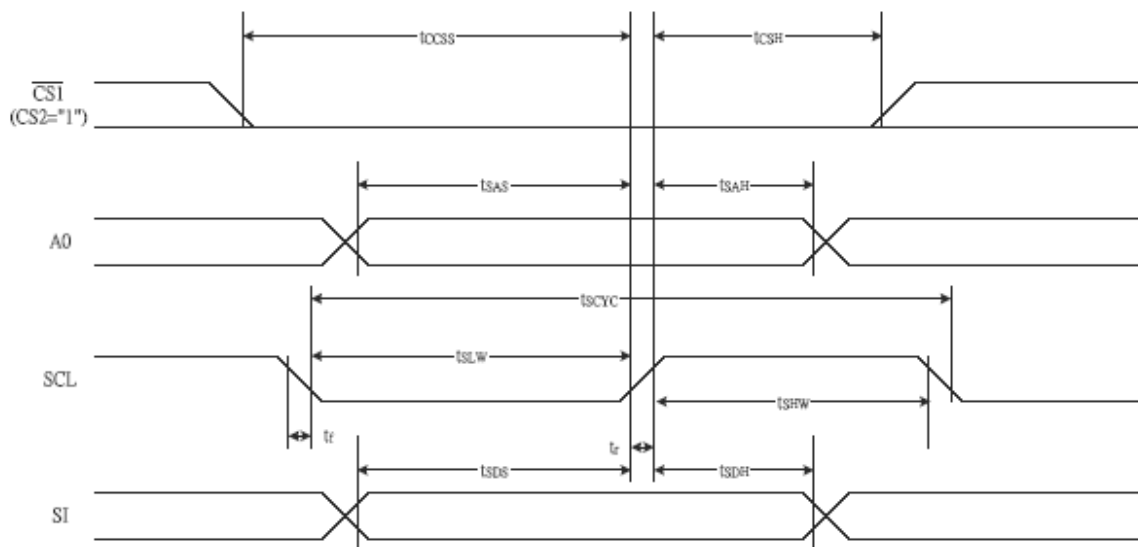 tCCSS
tCSH
CS1
(CS2="1")
tSAS
tSAH
A0
tSCYC
tSLW
SCL
tSHW
tf
tr
tSDS
tSDH
SI